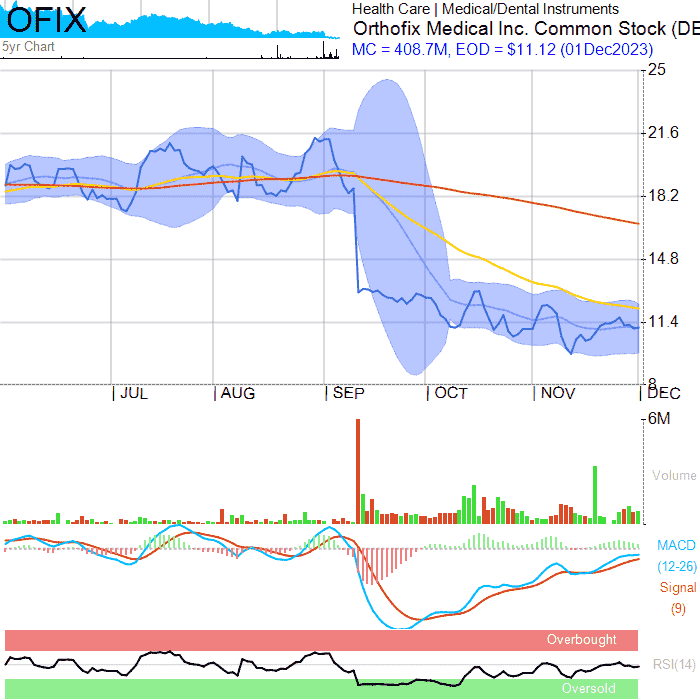 OFIX
5yr Chart
Health Care | Medical/Dental Instruments
Orthofix Medical Inc. Common Stock (DE
MC = 408.7M, EOD = $11.12 (01Dec2023)
25
21.6
18.2
14.8
11.4
8
JUL
AUG
SEP
OCT
NOV
DEC
6M
Volume
MACD
(12-26)
Signal
(9)
Overbought
RSI(14)
Oversold